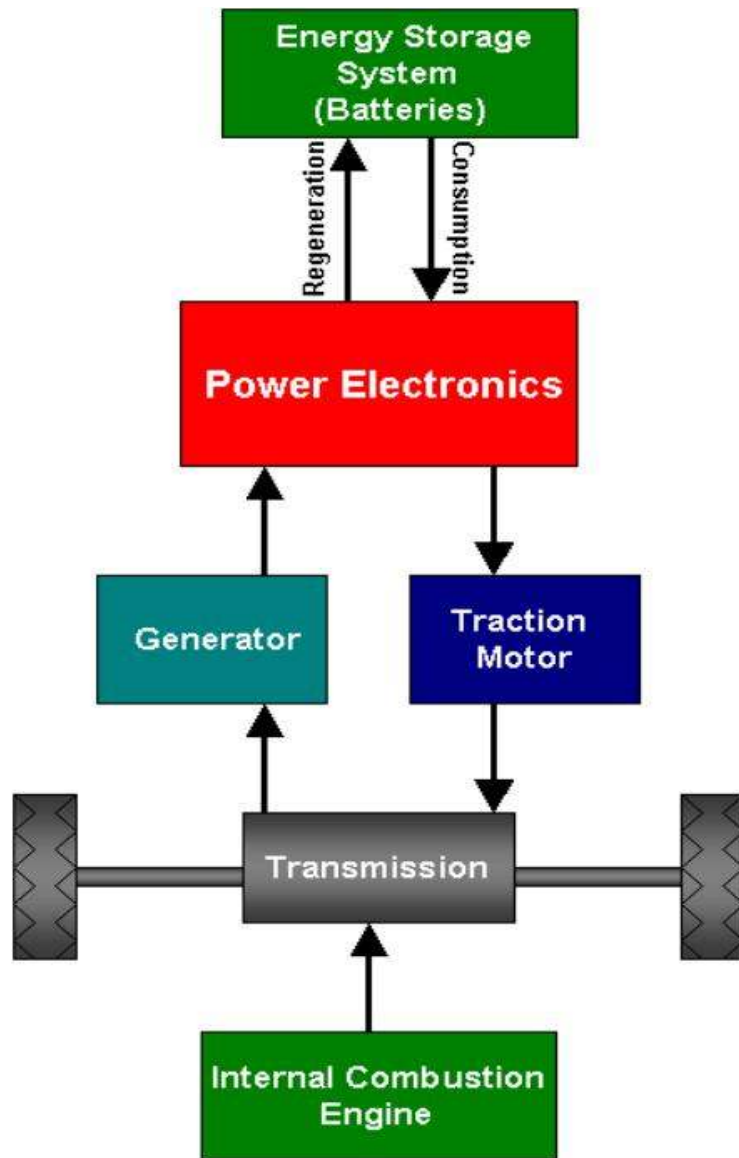 Energy Storage
System
(Batteries)
Regeneration
Consumption
Power Electronics
Generator
Traction
Motor
Transmission
Internal Combustion
Engine